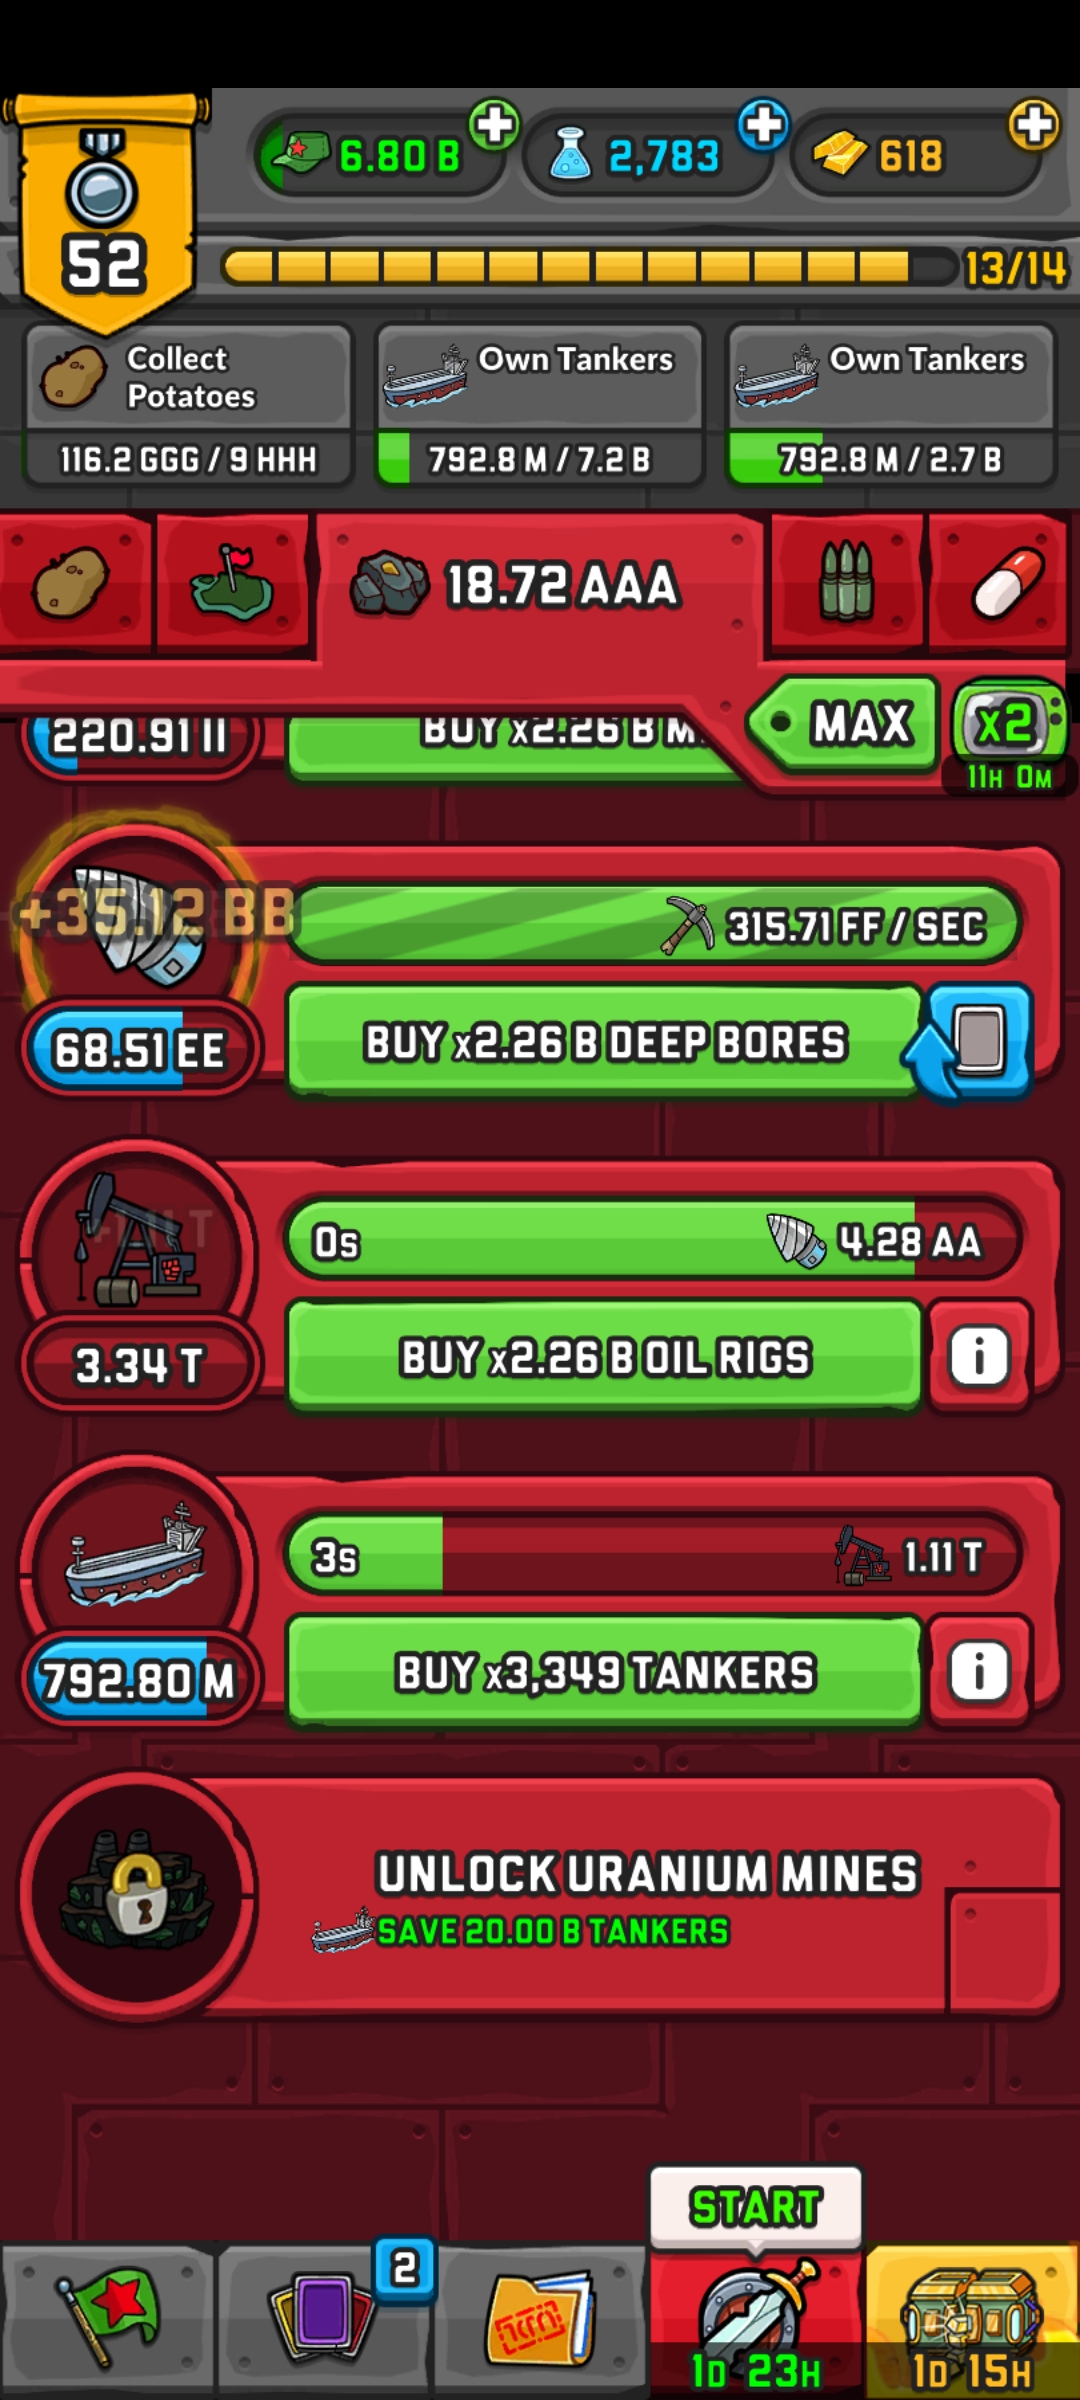 6.80 B
2,783
618
52
13/14
Collect
Potatoes
116.2 GGG / 9 HHH
Own Tankers
792.8 M / 7.2 B
Own Tankers
792.8 M / 2.7 B
18.72 AAA
MAX
x2
11H 0M
220.91 II
BUY x2.26 B M
+35.12 BB
315.71 FF / SEC
68.51 EE
BUY x2.26 B DEEP BORES
0s
4.28 AA
3.34 T
BUY x2.26 B OIL RIGS
i
3s
1.11 T
792.80 M
BUY x3,349 TANKERS
i
UNLOCK URANIUM MINES
SAVE 20.00 B TANKERS
START
2
1D 23H
1D 15H